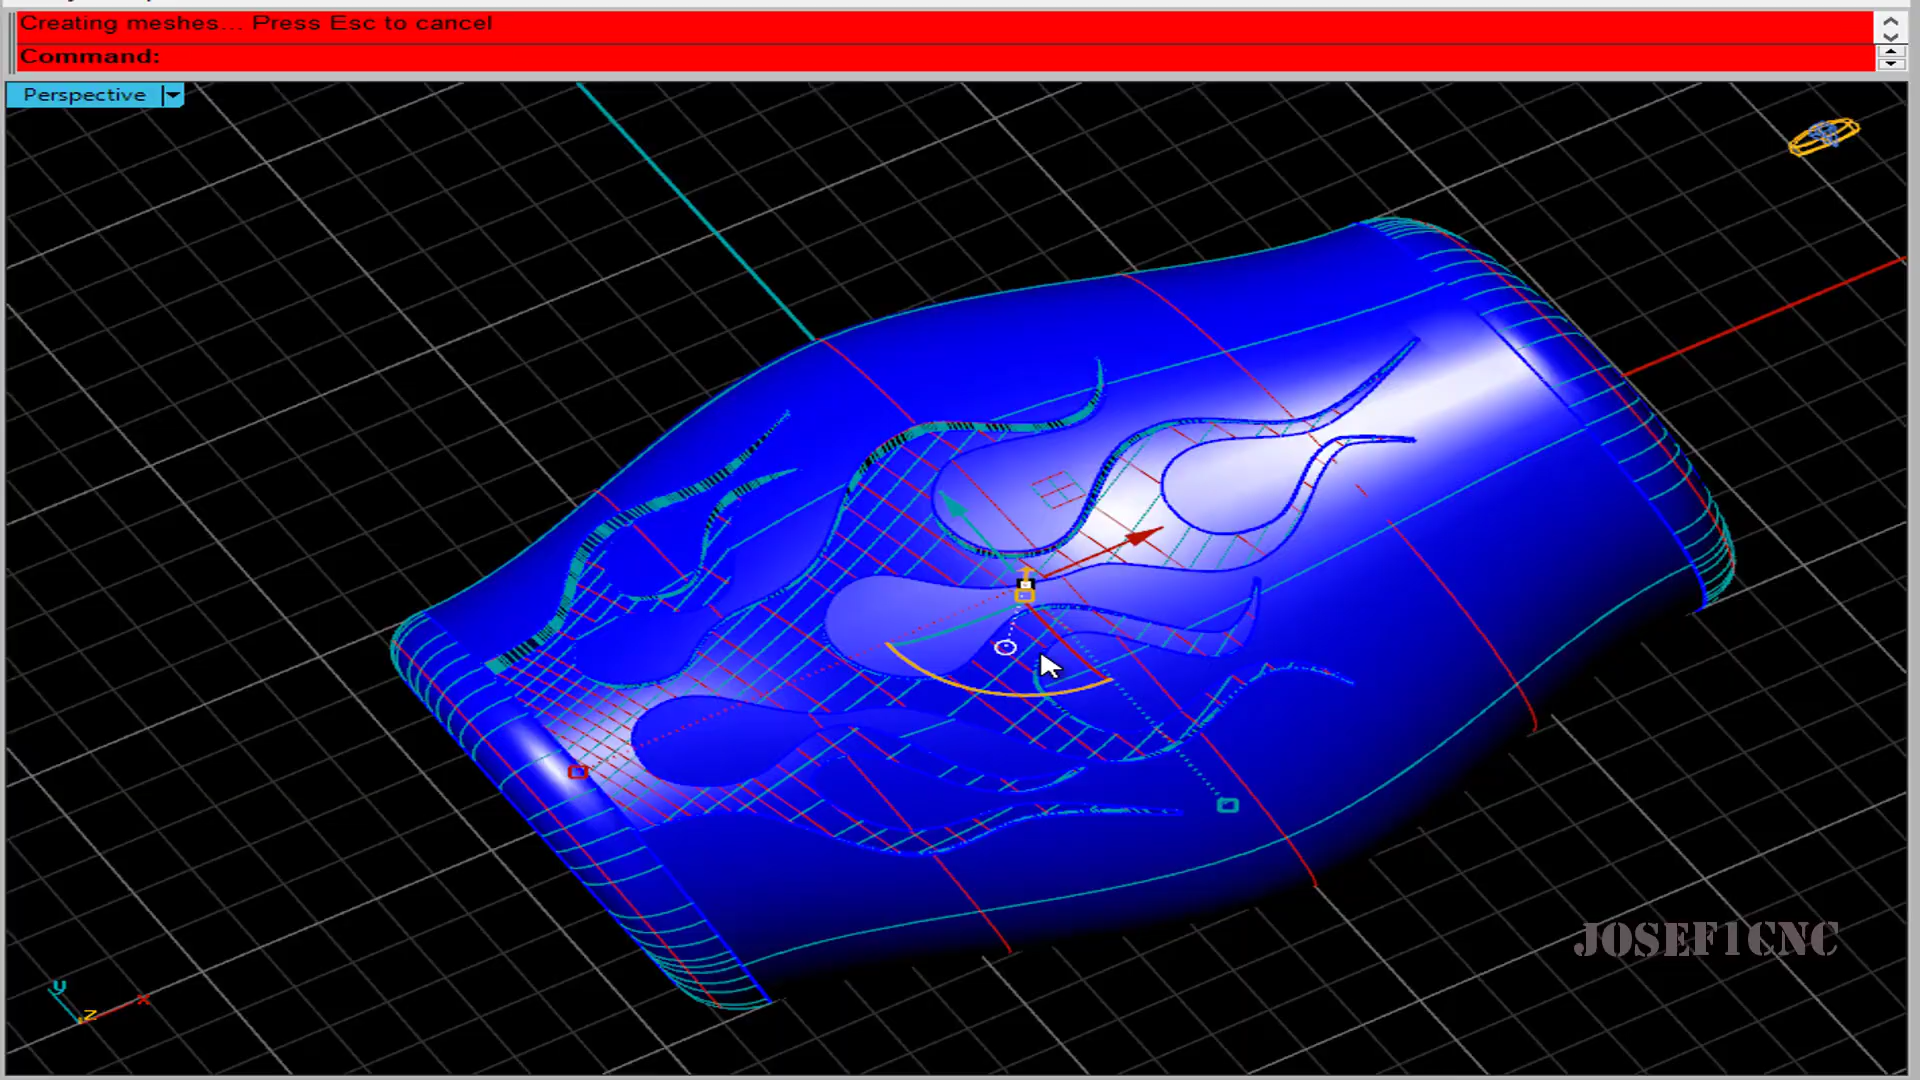 Creating meshes... Press Esc to cancel
Command:
Perspective
JOSEF1CNC
y
z
x